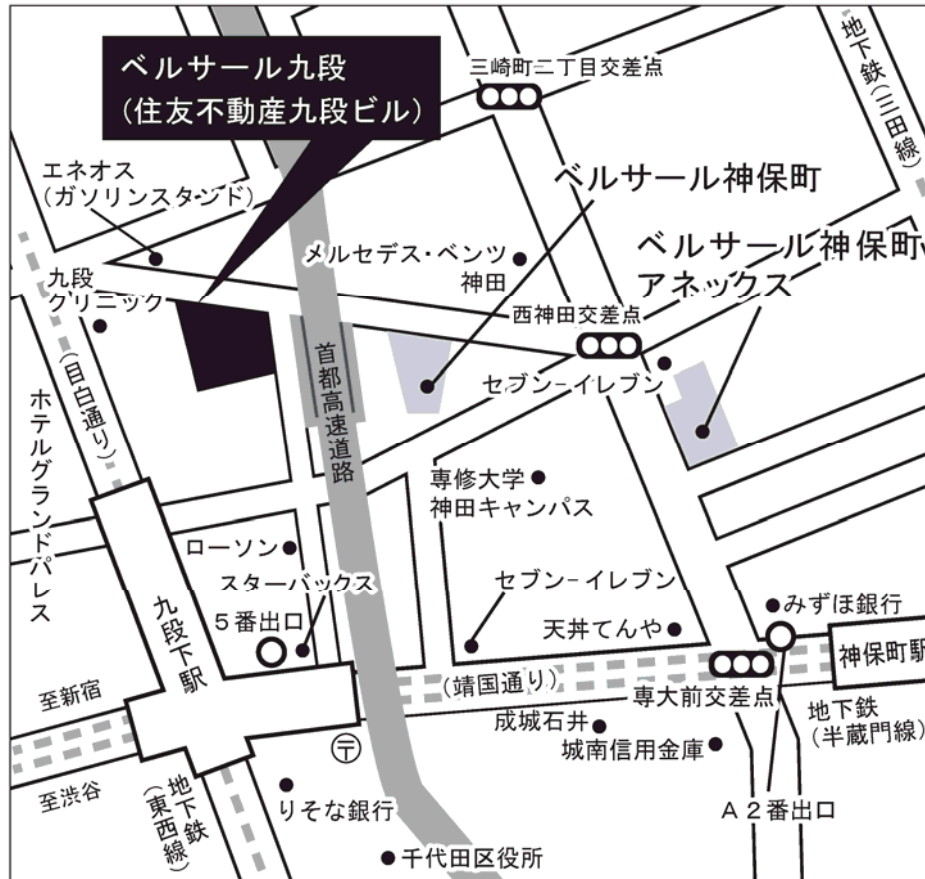 ベルサール九段
(住友不動産九段ビル)
三崎町二丁目交差点
地下鉄(三田線)
エネオス
(ガソリンスタンド)
ベルサール神保町
メルセデス・ベンツ
神田
ベルサール神保町
アネックス
九段
クリニック
西神田交差点
首都高速道路
セブン-イレブン
(目白通り)
ホテルグランドパレス
専修大学
神田キャンパス
ローソン
スターバックス
セブン-イレブン
5番出口
九段下駅
天丼てんや
みずほ銀行
神保町駅
(靖国通り)
専大前交差点
至新宿
成城石井
地下鉄
(半蔵門線)
城南信用金庫
〒
至渋谷
地下鉄
(東西線)
りそな銀行
A2番出口
千代田区役所